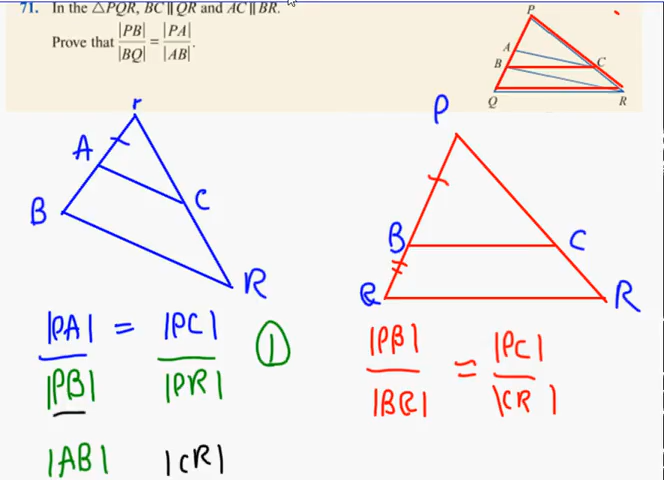 71. In the △PQR, BC ∥ QR and AC ∥ BR.
Prove that |PB| / |BQ| = |PA| / |AB|.
P
A
B
C
Q
R
r
A
B
C
R
P
B
C
Q
R
|PA| / |PB| = |PC| / |PR| ①
|AB| |CR|
|PB| / |BQ| = |PC| / |CR|